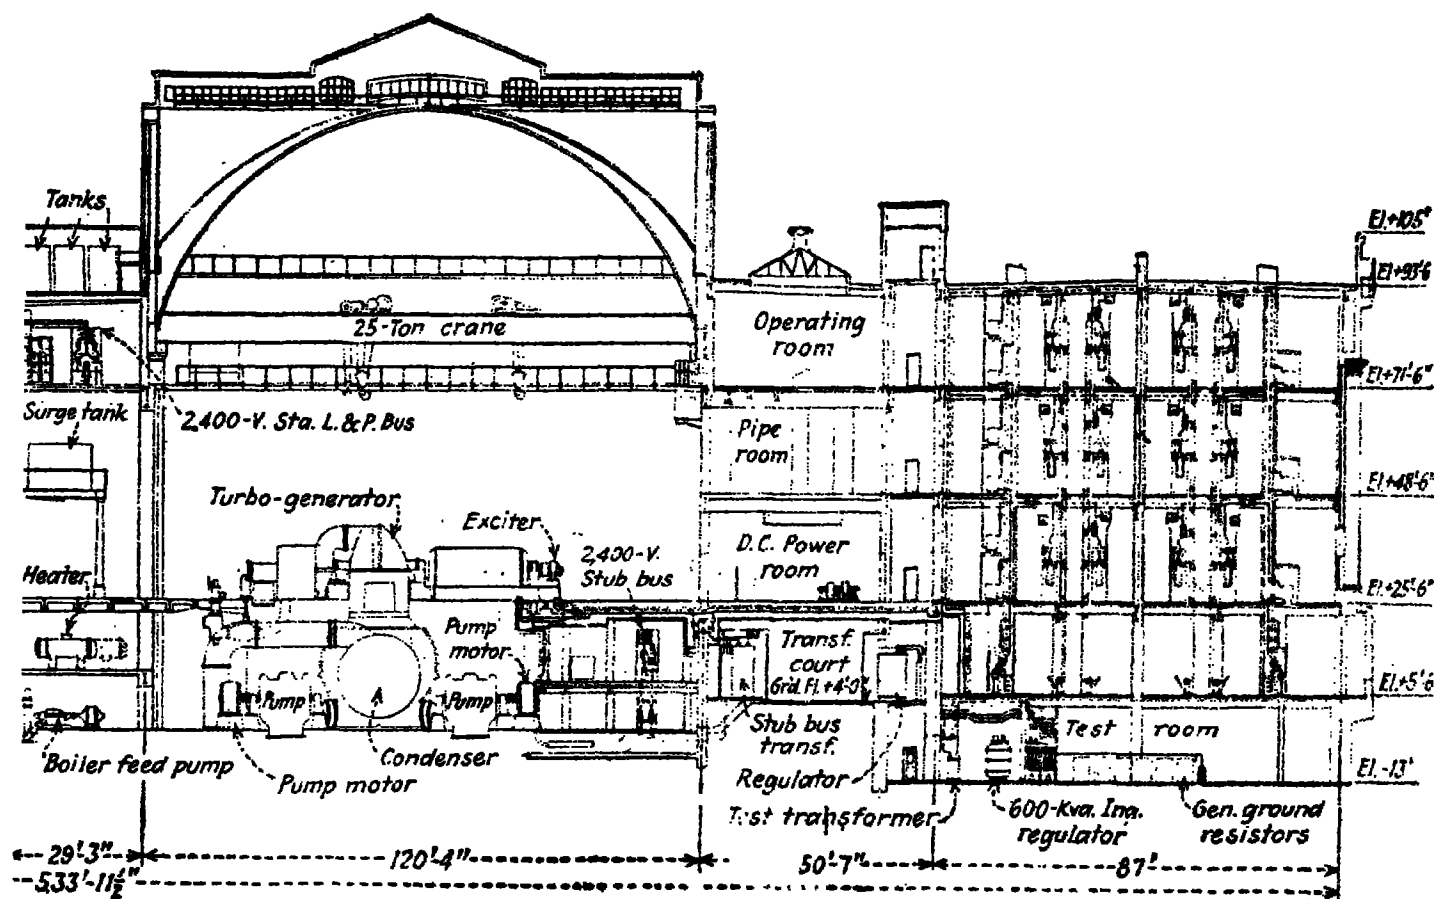 Tanks
El.+105'
El.+93'6
25-Ton crane
Operating
room
El.+71'-6"
Surge tank
2,400-V. Sta. L.&P. Bus
Pipe
room
El.+48'-6"
Turbo-generator
Exciter
2,400-V.
Stub bus
D.C. Power
room
Heater
El.+25'-6"
Pump
motor
Transf.
court
Grd. Fl.+4'-0"
El.+5'-6
Pump
Pump
Stub bus
transf.
Test room
Boiler feed pump
Condenser
Pump motor
Regulator
El.-13'
Test transformer
600-Kva. Ina.
regulator
Gen. ground
resistors
29'-3"
120'-4"
50'-7"
87'
533'-11½"